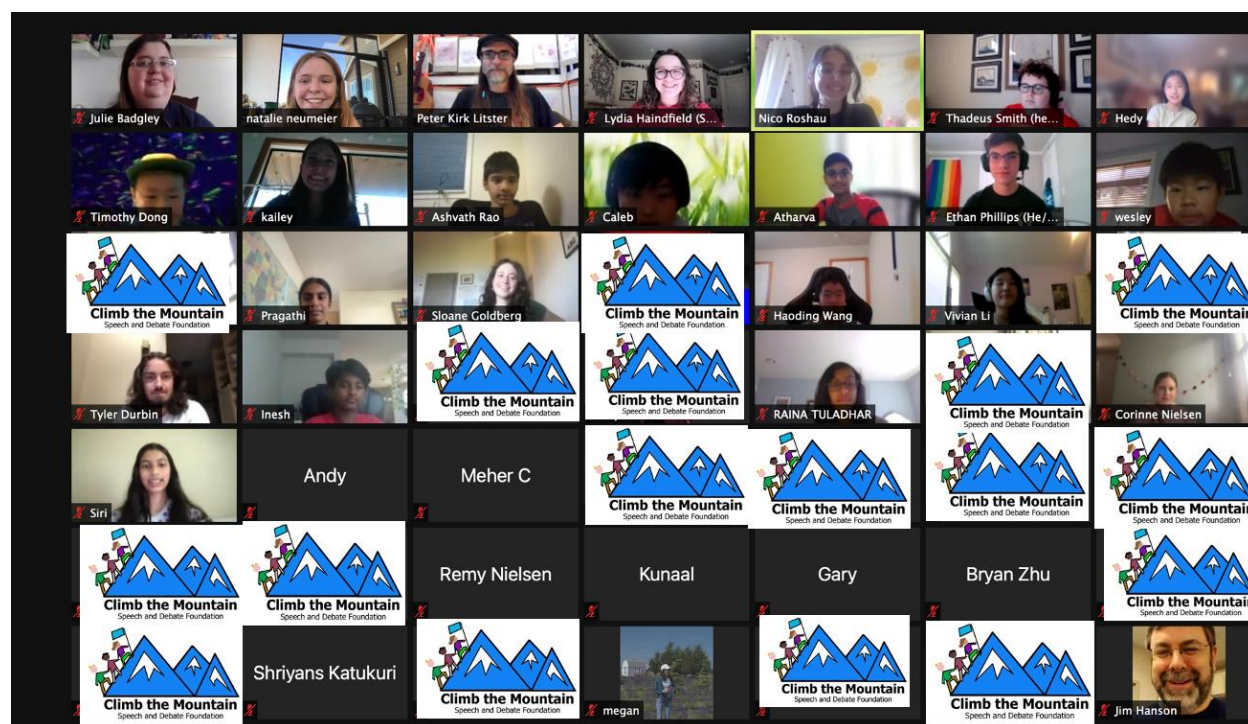 Julie Badgley
natalie neumeier
Peter Kirk Litster
Lydia Haindfield (S...
Nico Roshau
Thadeus Smith (he...
Hedy
Timothy Dong
kailey
Ashvath Rao
Caleb
Atharva
Ethan Phillips (He/...
wesley
Climb the Mountain
Speech and Debate Foundation
Pragathi
Sloane Goldberg
Climb the Mountain
Speech and Debate Foundation
Haoding Wang
Vivian Li
Climb the Mountain
Speech and Debate Foundation
Tyler Durbin
Inesh
Climb the Mountain
Speech and Debate Foundation
Climb the Mountain
Speech and Debate Foundation
RAINA TULADHAR
Climb the Mountain
Speech and Debate Foundation
Corinne Nielsen
Siri
Andy
Meher C
Climb the Mountain
Speech and Debate Foundation
Climb the Mountain
Speech and Debate Foundation
Climb the Mountain
Speech and Debate Foundation
Climb the Mountain
Speech and Debate Foundation
Climb the Mountain
Speech and Debate Foundation
Climb the Mountain
Speech and Debate Foundation
Remy Nielsen
Kunaal
Gary
Bryan Zhu
Climb the Mountain
Speech and Debate Foundation
Climb the Mountain
Speech and Debate Foundation
Shriyans Katukuri
Climb the Mountain
Speech and Debate Foundation
megan
Climb the Mountain
Speech and Debate Foundation
Climb the Mountain
Speech and Debate Foundation
Jim Hanson